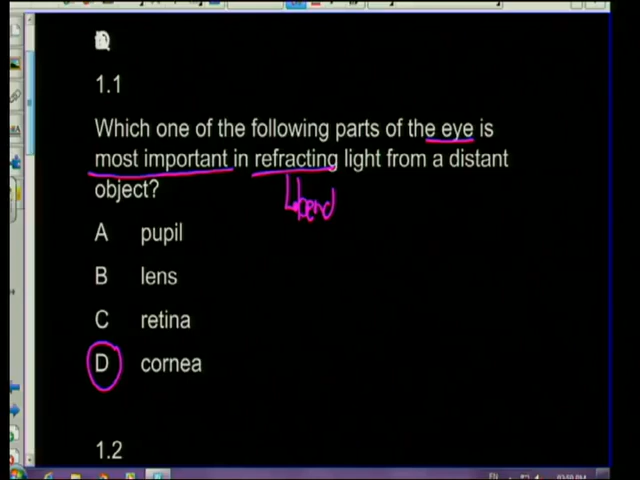 1.1
Which one of the following parts of the eye is
most important in refracting light from a distant
object?
bend
A pupil
B lens
C retina
D cornea
1.2